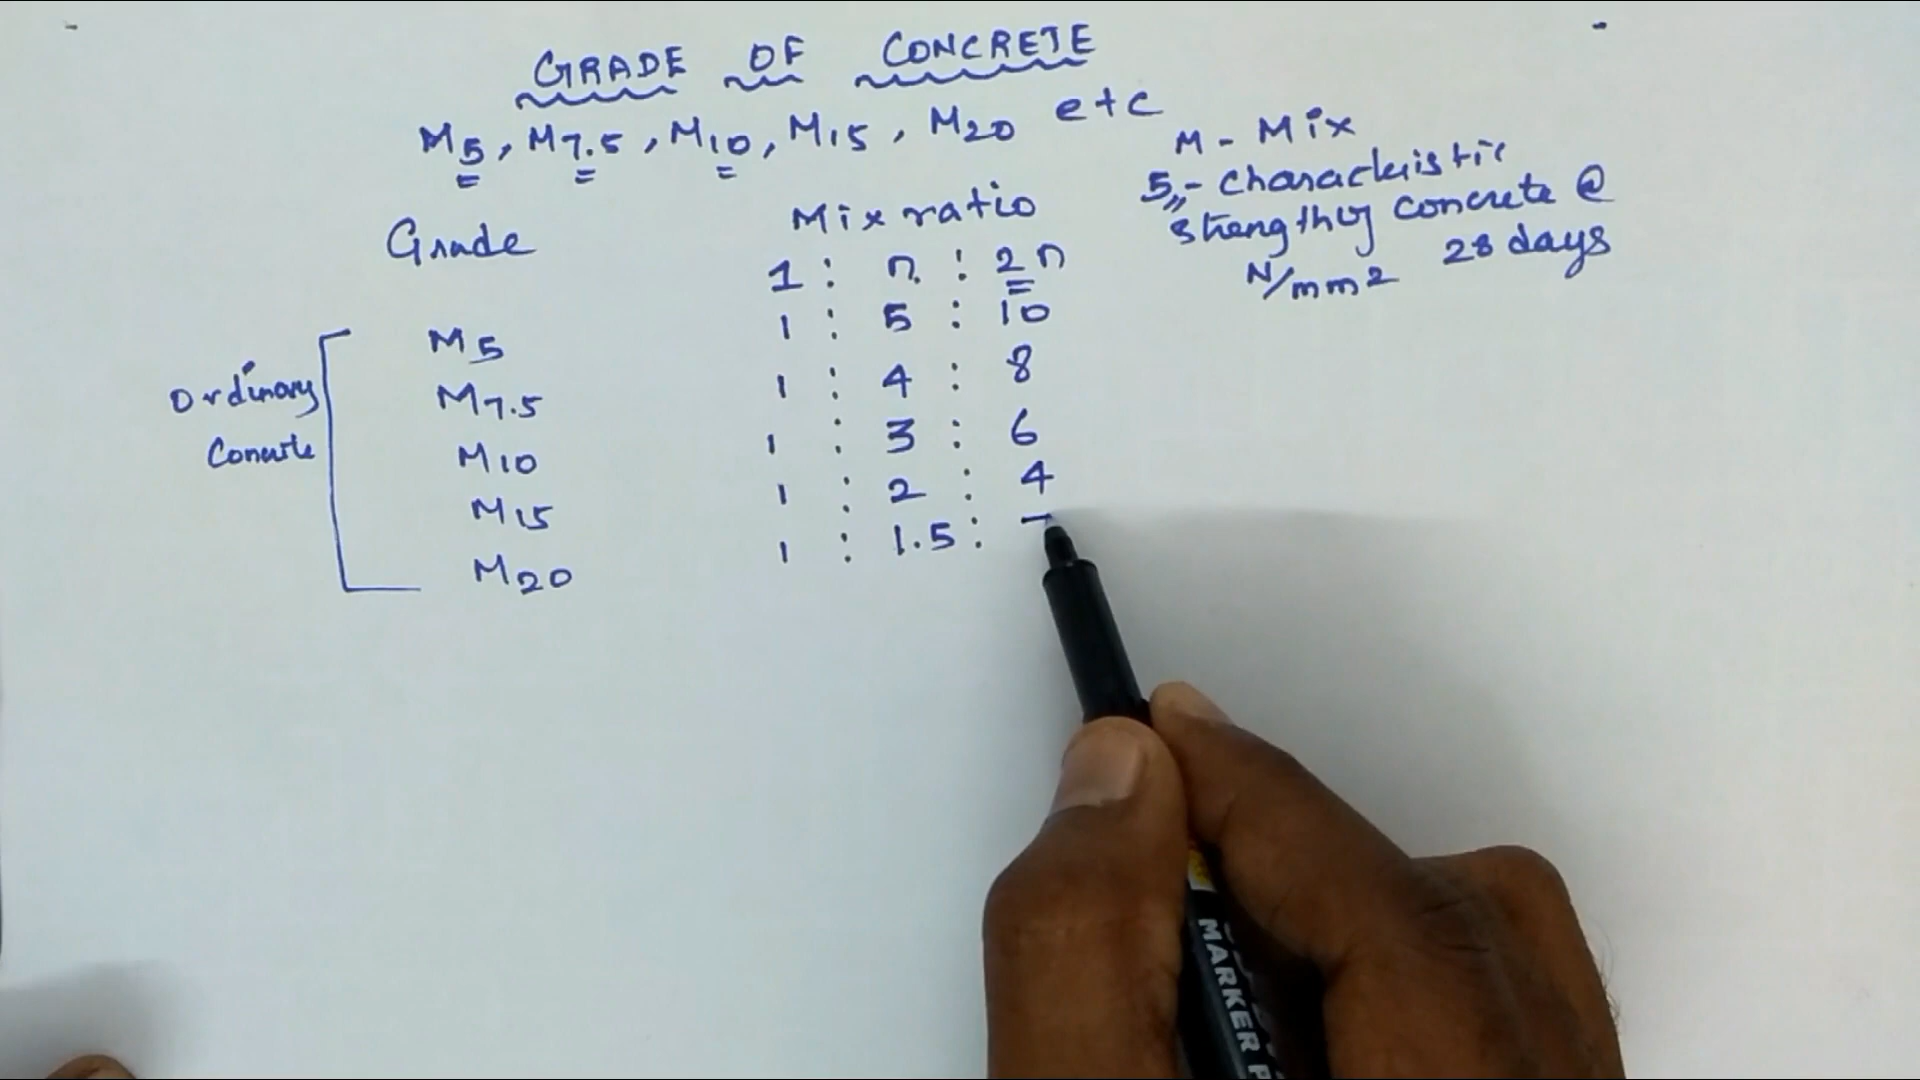 GRADE OF CONCRETE
M5, M7.5, M10, M15, M20 etc
M - Mix
5 - characteristic
strength of concrete @
N/mm2 28 days
Grade
Mix ratio
1 : n : 2n
M5 1 : 5 : 10
M7.5 1 : 4 : 8
M10 1 : 3 : 6
M15 1 : 2 : 4
M20 1 : 1.5 :
Ordinary
Concrete
MARKER P